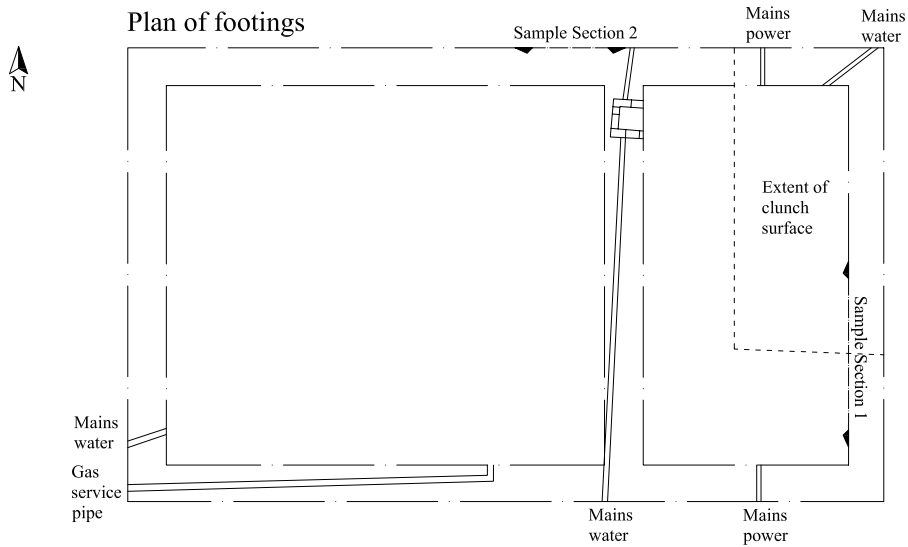 Plan of footings
Sample Section 2
Mains
power
Mains
water
N
Extent of
clunch
surface
Sample Section 1
Mains
water
Gas
service
pipe
Mains
water
Mains
power